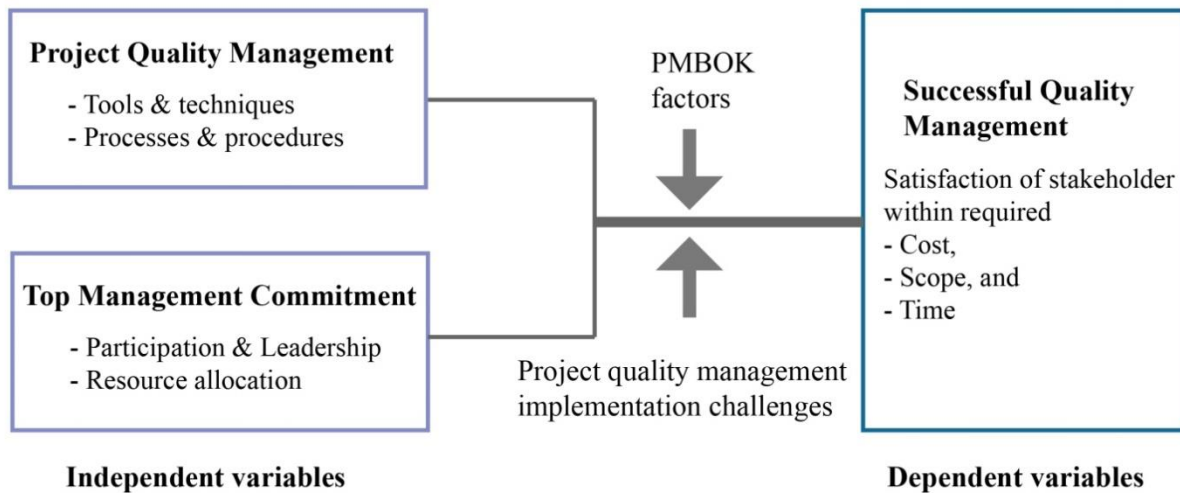 Project Quality Management
- Tools & techniques
- Processes & procedures
Top Management Commitment
- Participation & Leadership
- Resource allocation
Independent variables
PMBOK
factors
Project quality management
implementation challenges
Successful Quality
Management
Satisfaction of stakeholder
within required
- Cost,
- Scope, and
- Time
Dependent variables